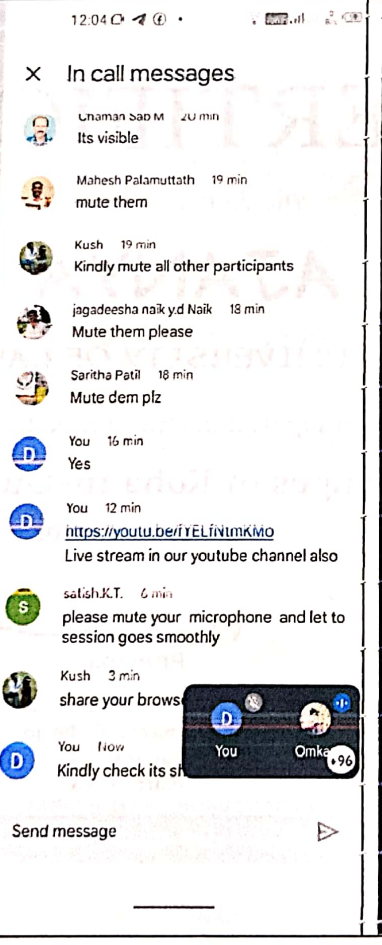 12:04
In call messages
Chaman Sab M 20 min
Its visible
Mahesh Palamuttath 19 min
mute them
Kush 19 min
Kindly mute all other participants
jagadeesha naik y.d Naik 18 min
Mute them please
Saritha Patil 18 min
Mute dem plz
D
You 16 min
Yes
D
You 12 min
https://youtu.be/
Live stream in our youtube channel also
S
satish.K.T. 6 min
please mute your microphone and let to
session goes smoothly
Kush 3 min
share your brows
D
You Now
Kindly check its sh
D
You
Omka
+96
Send message